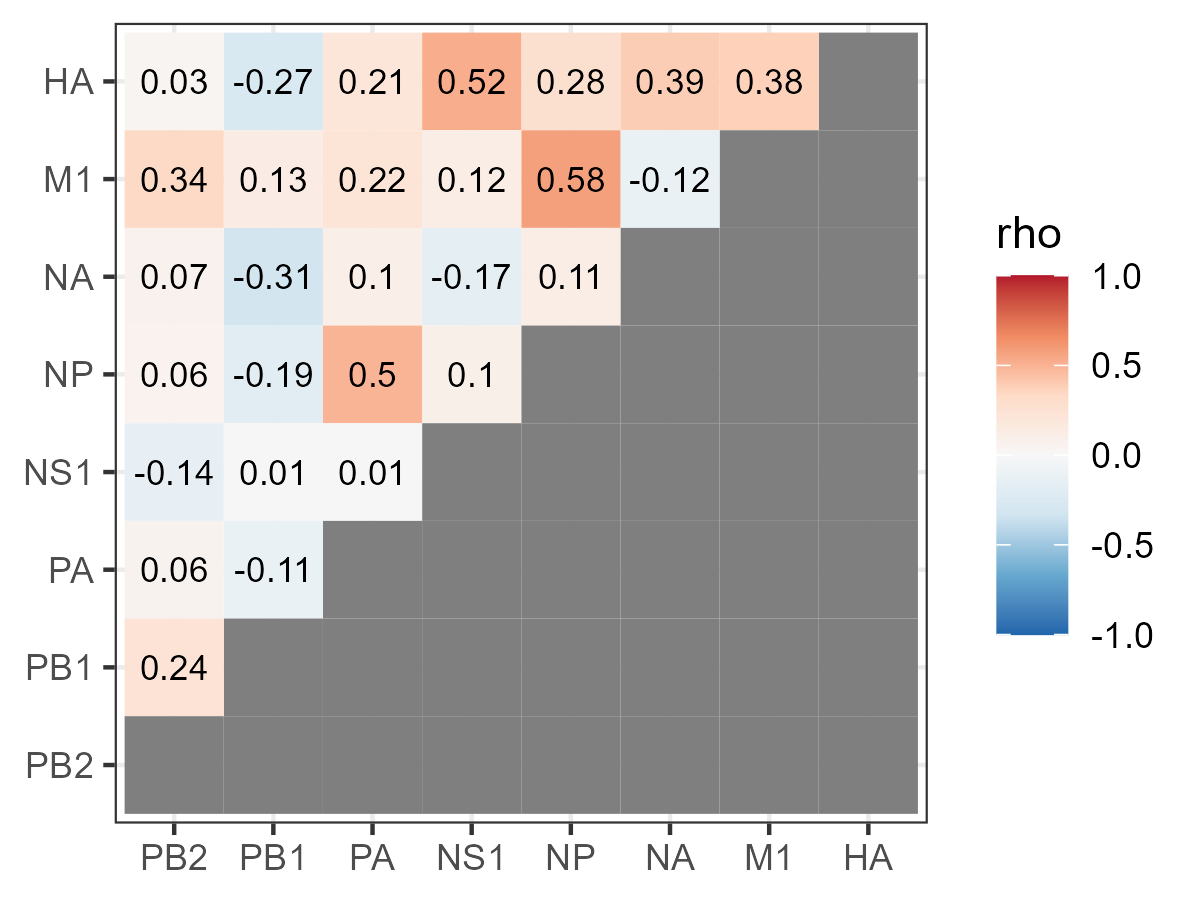 HA 0.03 -0.27 0.21 0.52 0.28 0.39 0.38
M1 0.34 0.13 0.22 0.12 0.58 -0.12
NA 0.07 -0.31 0.1 -0.17 0.11
NP 0.06 -0.19 0.5 0.1
NS1 -0.14 0.01 0.01
PA 0.06 -0.11
PB1 0.24
PB2
PB2 PB1 PA NS1 NP NA M1 HA
rho
1.0
0.5
0.0
-0.5
-1.0